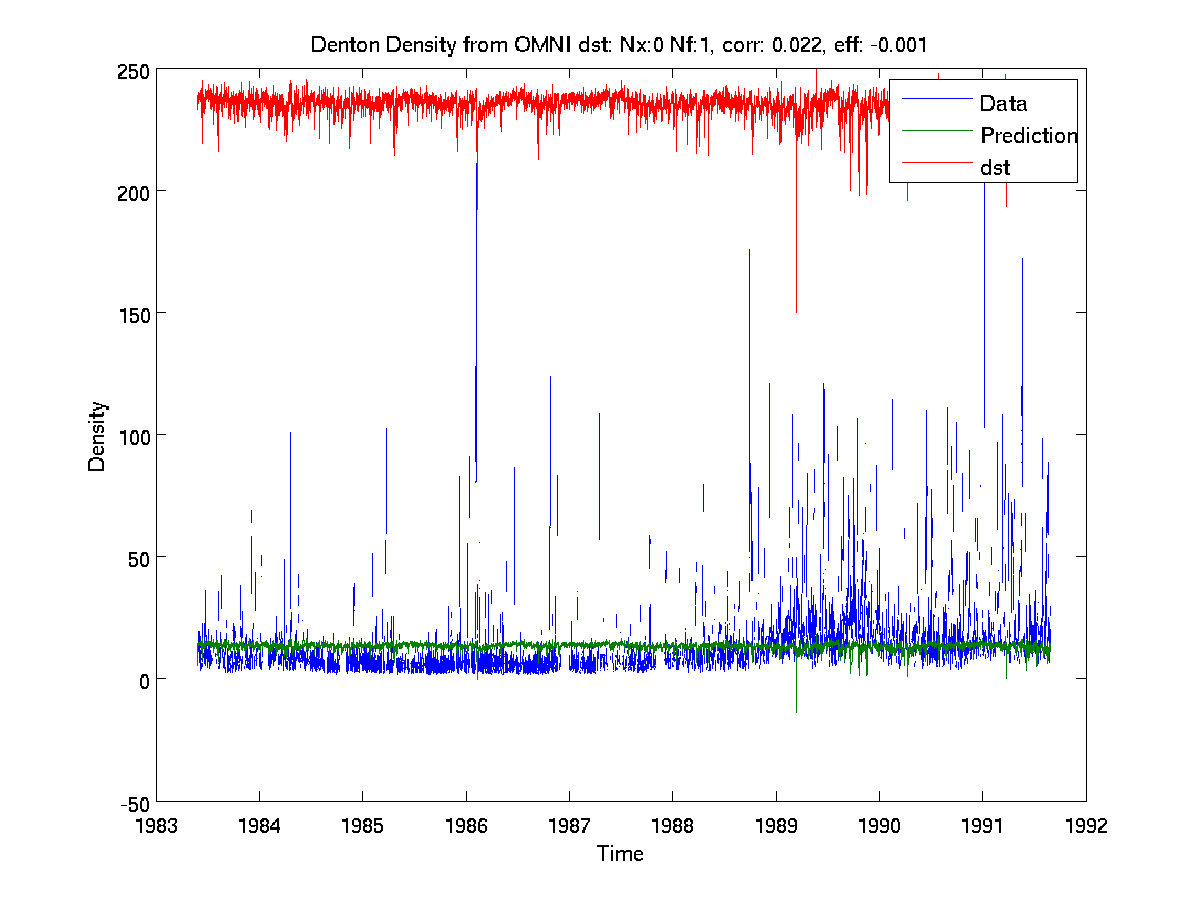 Denton Density from OMNI dst: Nx:0 Nf:1, corr: 0.022, eff: -0.001
250
200
150
100
50
0
-50
Density
Data
Prediction
dst
1983 1984 1985 1986 1987 1988 1989 1990 1991 1992
Time